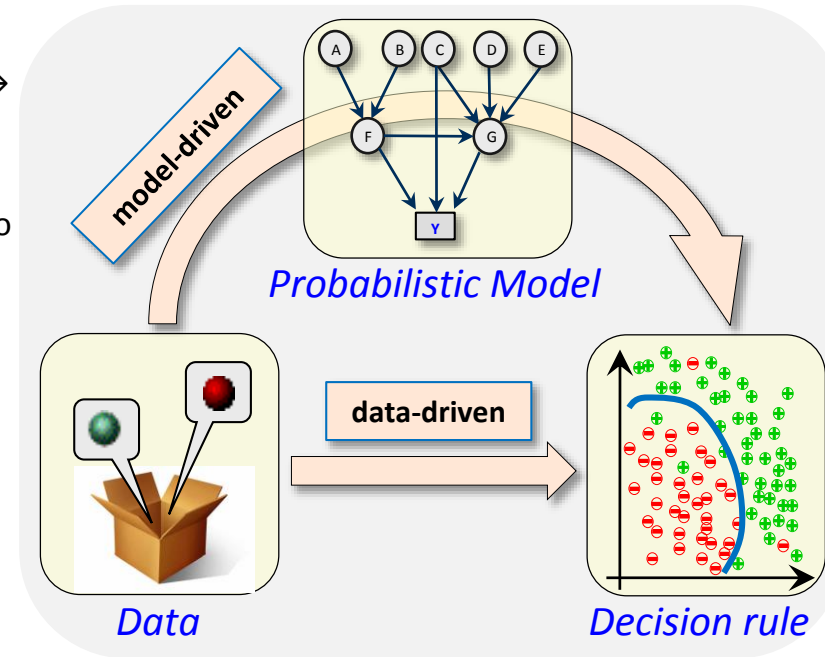 A B C D E
model-driven
F G
o
Y
Probabilistic Model
data-driven
Data
Decision rule